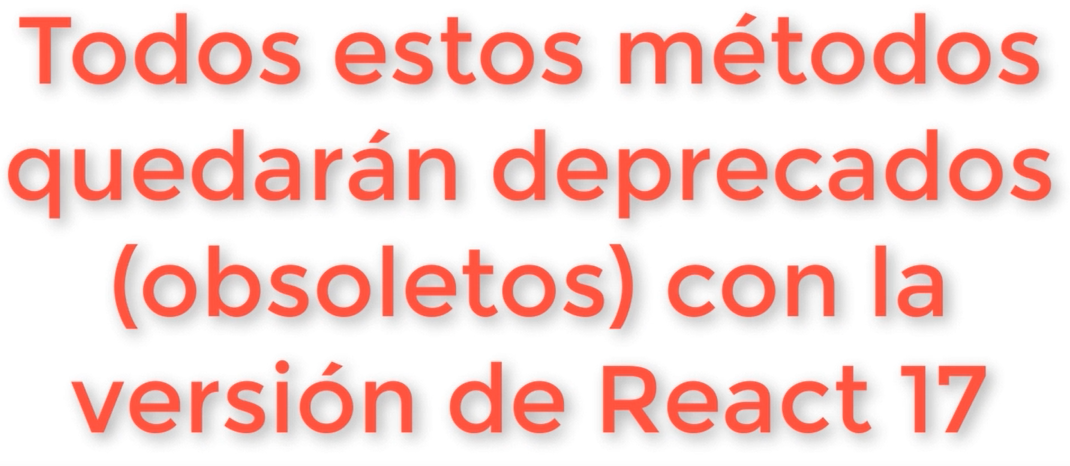 Todos estos métodos
quedarán deprecados
(obsoletos) con la
versión de React 17